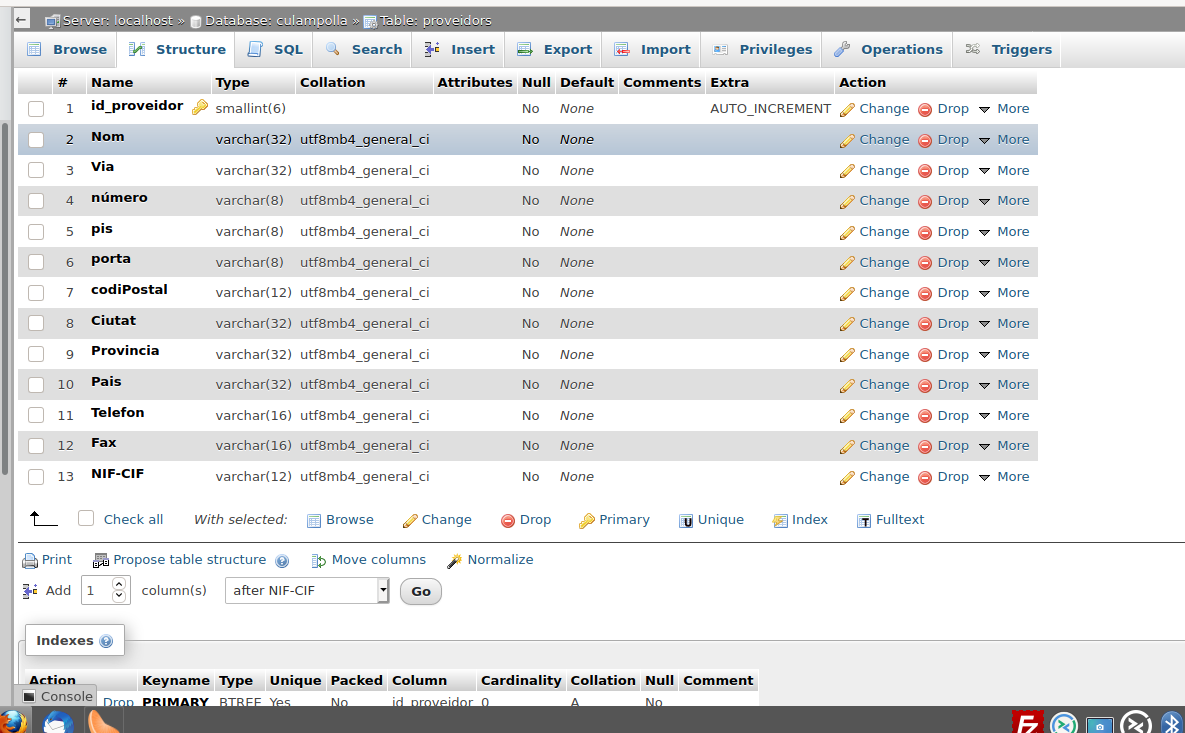 ← Server: localhost » Database: culampolla » Table: proveidors
Browse Structure SQL Search Insert Export Import Privileges Operations Triggers
# Name Type Collation Attributes Null Default Comments Extra Action
1 id_proveidor smallint(6) No None AUTO_INCREMENT Change Drop More
2 Nom varchar(32) utf8mb4_general_ci No None Change Drop More
3 Via varchar(32) utf8mb4_general_ci No None Change Drop More
4 número varchar(8) utf8mb4_general_ci No None Change Drop More
5 pis varchar(8) utf8mb4_general_ci No None Change Drop More
6 porta varchar(8) utf8mb4_general_ci No None Change Drop More
7 codiPostal varchar(12) utf8mb4_general_ci No None Change Drop More
8 Ciutat varchar(32) utf8mb4_general_ci No None Change Drop More
9 Provincia varchar(32) utf8mb4_general_ci No None Change Drop More
10 Pais varchar(32) utf8mb4_general_ci No None Change Drop More
11 Telefon varchar(16) utf8mb4_general_ci No None Change Drop More
12 Fax varchar(16) utf8mb4_general_ci No None Change Drop More
13 NIF-CIF varchar(12) utf8mb4_general_ci No None Change Drop More
Check all With selected: Browse Change Drop Primary Unique Index Fulltext
Print Propose table structure Move columns Normalize
Add 1 column(s) after NIF-CIF Go
Indexes
Action Keyname Type Unique Packed Column Cardinality Collation Null Comment
Console Drop PRIMARY BTREE Yes No id_proveidor 0 A No